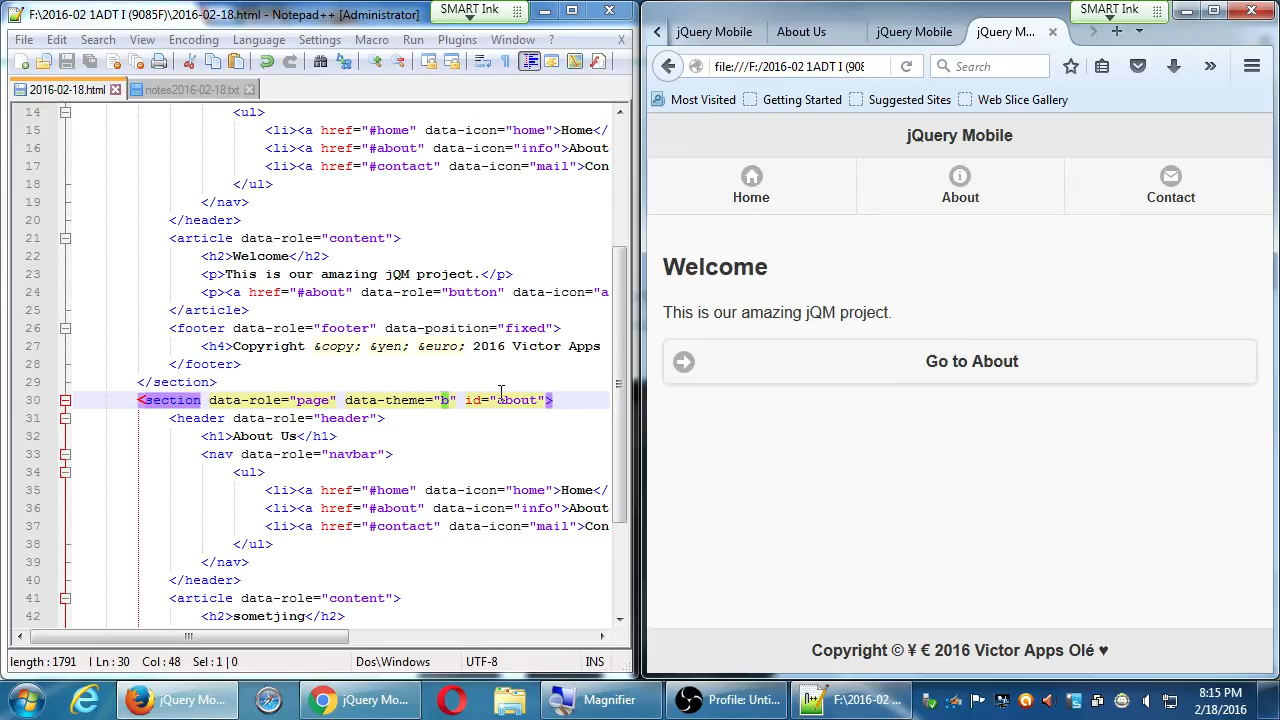 F:\2016-02 1ADT I (9085F)\2016-02-18.html - Notepad++ [Administrator]
SMART Ink
File Edit Search View Encoding Language Settings Macro Run Plugins Window ? X
2016-02-18.html
notes2016-02-18.txt
14 <ul>
15 <li><a href="#home" data-icon="home">Home</
16 <li><a href="#about" data-icon="info">About
17 <li><a href="#contact" data-icon="mail">Con
18 </ul>
19 </nav>
20 </header>
21 <article data-role="content">
22 <h2>Welcome</h2>
23 <p>This is our amazing jQM project.</p>
24 <p><a href="#about" data-role="button" data-icon="a
25 </article>
26 <footer data-role="footer" data-position="fixed">
27 <h4>Copyright &copy; &yen; &euro; 2016 Victor Apps
28 </footer>
29 </section>
30 <section data-role="page" data-theme="b" id="about">
31 <header data-role="header">
32 <h1>About Us</h1>
33 <nav data-role="navbar">
34 <ul>
35 <li><a href="#home" data-icon="home">Home</
36 <li><a href="#about" data-icon="info">About
37 <li><a href="#contact" data-icon="mail">Con
38 </ul>
39 </nav>
40 </header>
41 <article data-role="content">
42 <h2>sometjing</h2>
length : 1791 Ln : 30 Col : 48 Sel : 1 | 0 Dos\Windows UTF-8 INS
SMART Ink
jQuery Mobile
About Us
jQuery Mobile
jQuery M...
file:///F:/2016-02 1ADT I (908
Search
Most Visited
Getting Started
Suggested Sites
Web Slice Gallery
jQuery Mobile
Home
About
Contact
Welcome
This is our amazing jQM project.
Go to About
Copyright © ¥ € 2016 Victor Apps Olé ♥
jQuery Mo...
jQuery Mo...
Magnifier
Profile: Unti...
F:\2016-02 ...
8:15 PM
2/18/2016